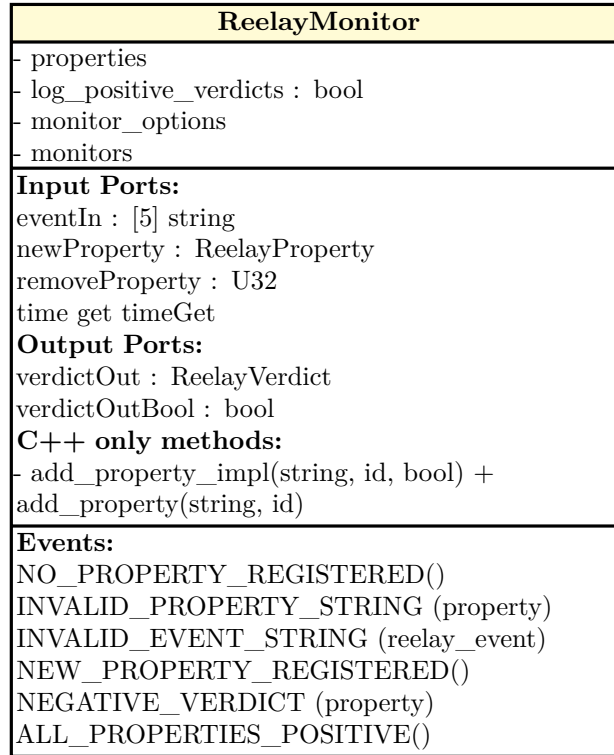 ReelayMonitor
- properties
- log_positive_verdicts : bool
- monitor_options
- monitors
Input Ports:
eventIn : [5] string
newProperty : ReelayProperty
removeProperty : U32
time get timeGet
Output Ports:
verdictOut : ReelayVerdict
verdictOutBool : bool
C++ only methods:
- add_property_impl(string, id, bool) +
add_property(string, id)
Events:
NO_PROPERTY_REGISTERED()
INVALID_PROPERTY_STRING (property)
INVALID_EVENT_STRING (reelay_event)
NEW_PROPERTY_REGISTERED()
NEGATIVE_VERDICT (property)
ALL_PROPERTIES_POSITIVE()